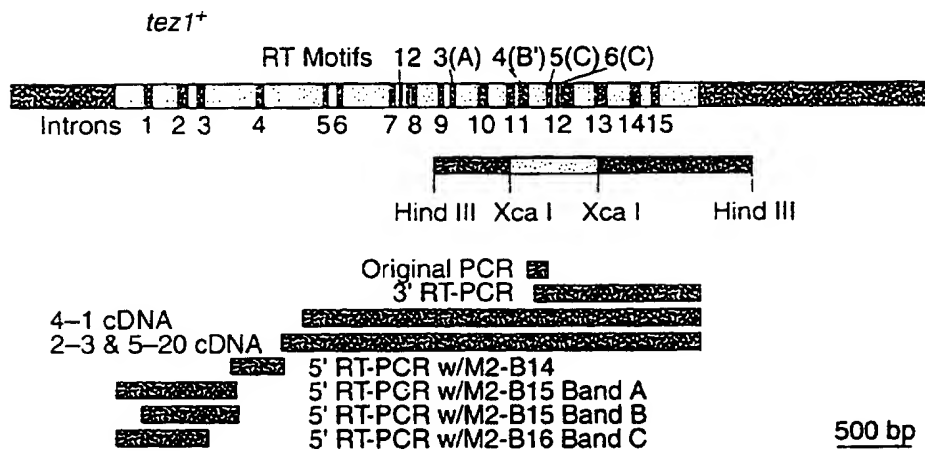 tez1+
RT Motifs 12 3(A) 4(B') 5(C) 6(C)
Introns 1 2 3 4 5 6 7 8 9 10 11 12 13 14 15
Hind III Xca I Xca I Hind III
Original PCR
3' RT-PCR
4–1 cDNA
2–3 & 5–20 cDNA
5' RT-PCR w/M2-B14
5' RT-PCR w/M2-B15 Band A
5' RT-PCR w/M2-B15 Band B
5' RT-PCR w/M2-B16 Band C
500 bp